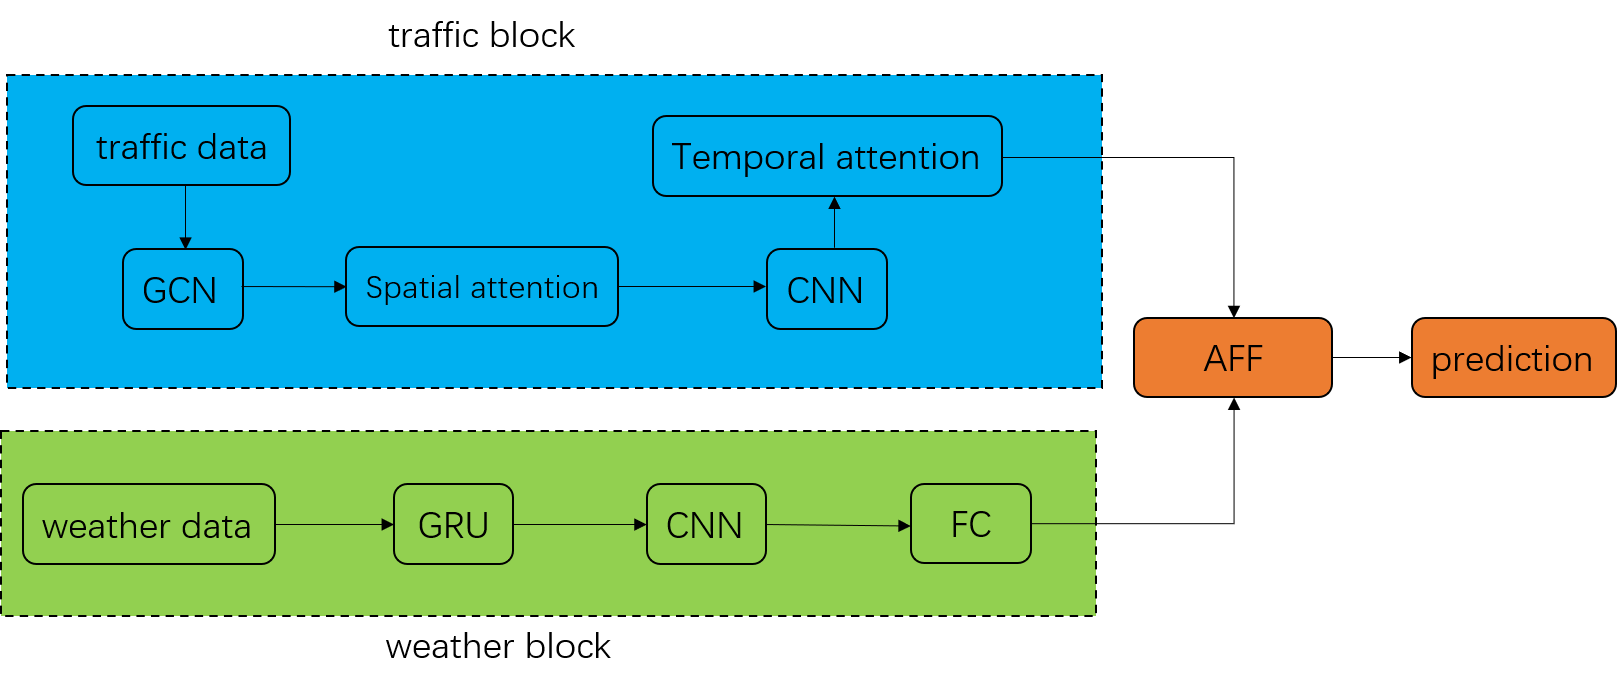 traffic block
traffic data
Temporal attention
GCN
Spatial attention
CNN
AFF
prediction
weather data
GRU
CNN
FC
weather block